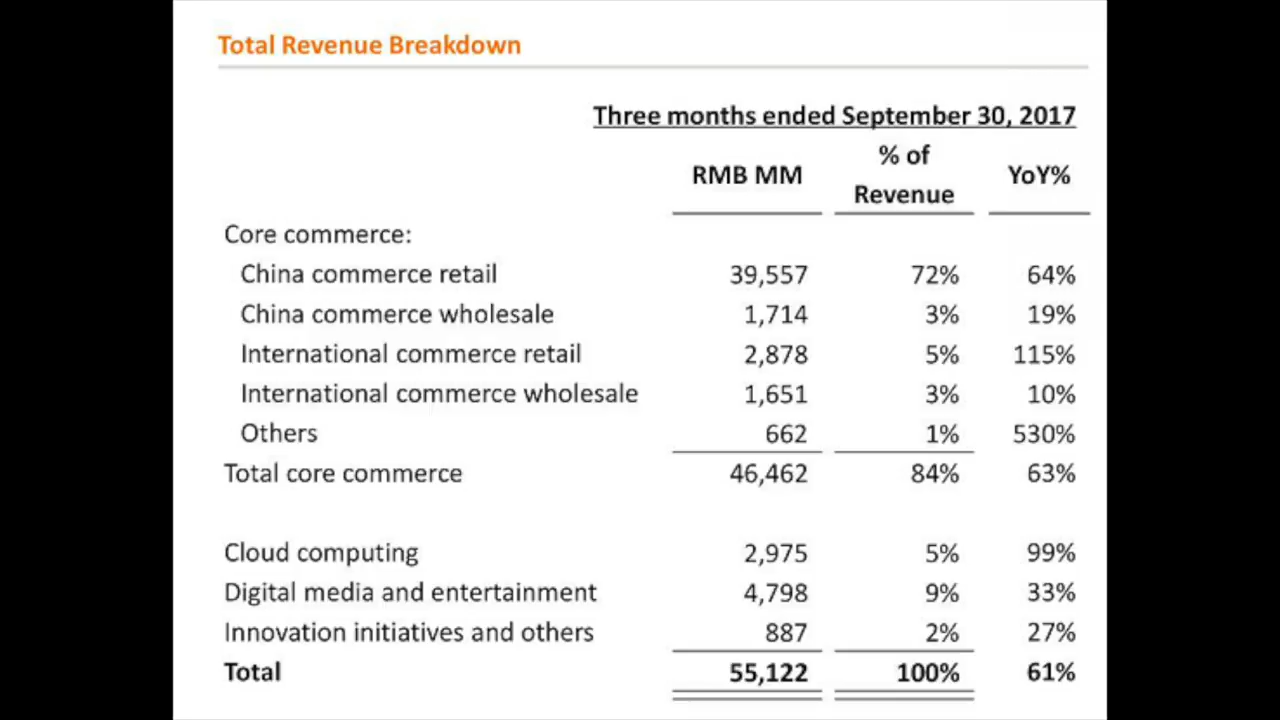 Total Revenue Breakdown
Three months ended September 30, 2017
RMB MM % of Revenue YoY%
Core commerce:
China commerce retail 39,557 72% 64%
China commerce wholesale 1,714 3% 19%
International commerce retail 2,878 5% 115%
International commerce wholesale 1,651 3% 10%
Others 662 1% 530%
Total core commerce 46,462 84% 63%
Cloud computing 2,975 5% 99%
Digital media and entertainment 4,798 9% 33%
Innovation initiatives and others 887 2% 27%
Total 55,122 100% 61%